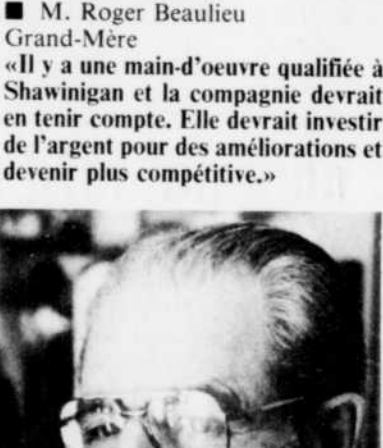 ■ M. Roger Beaulieu
Grand-Mère
«Il y a une main-d'oeuvre qualifiée à
Shawinigan et la compagnie devrait
en tenir compte. Elle devrait investir
de l'argent pour des améliorations et
devenir plus compétitive.»